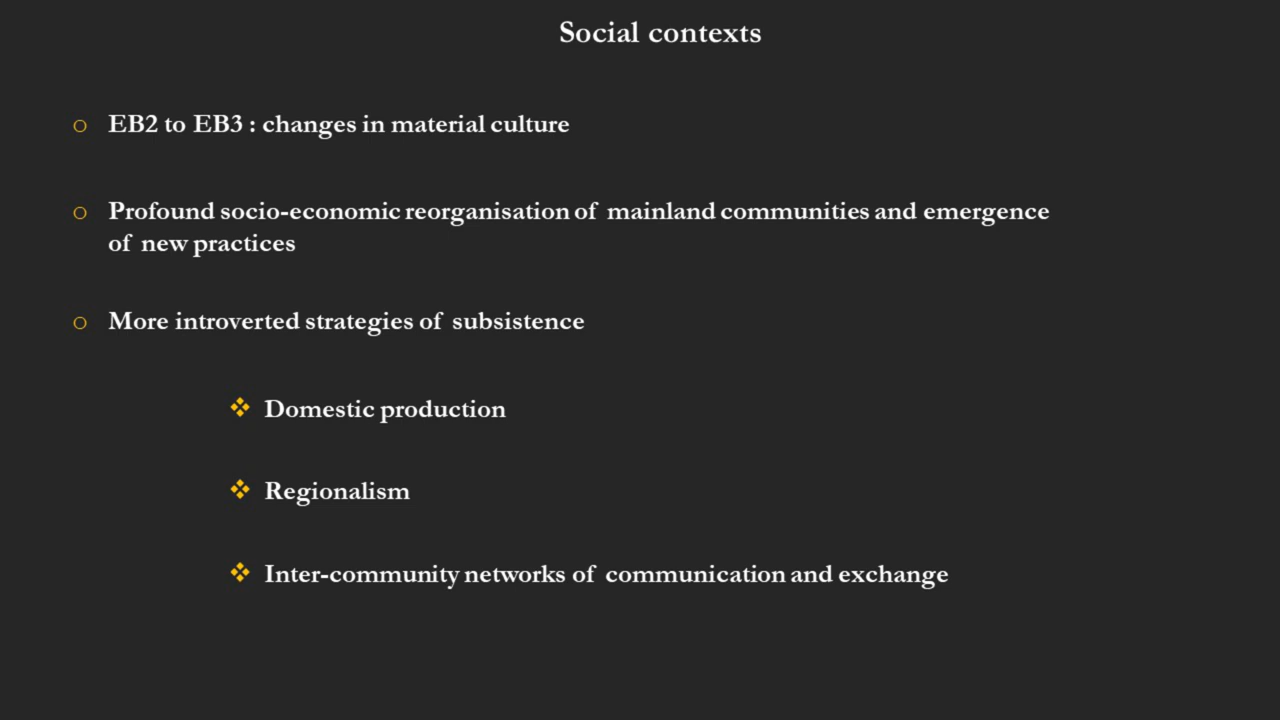 Social contexts
EB2 to EB3 : changes in material culture
Profound socio-economic reorganisation of mainland communities and emergence
of new practices
More introverted strategies of subsistence
Domestic production
Regionalism
Inter-community networks of communication and exchange